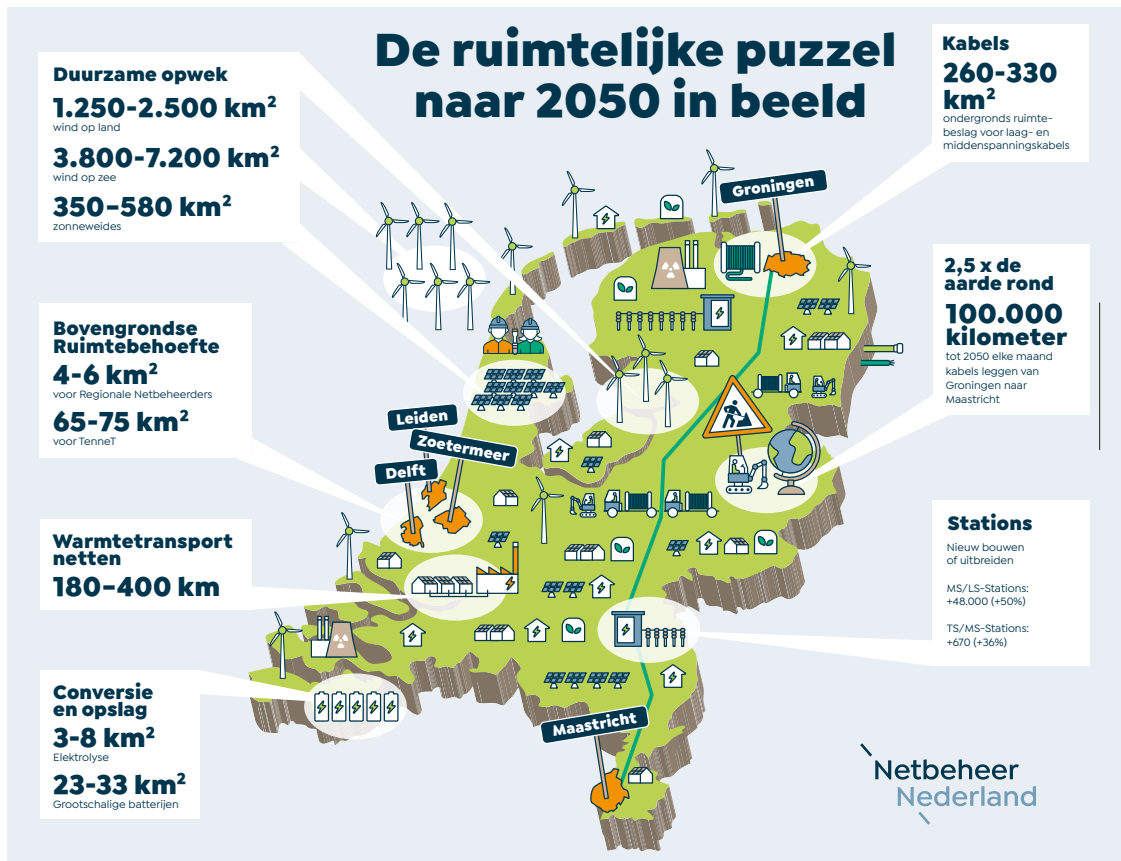 De ruimtelijke puzzel
naar 2050 in beeld
Duurzame opwek
1.250-2.500 km²
wind op land
3.800-7.200 km²
wind op zee
350-580 km²
zonneweides
Bovengrondse
Ruimtebehoefte
4-6 km²
voor Regionale Netbeheerders
65-75 km²
voor TenneT
Warmtetransport
netten
180-400 km
Conversie
en opslag
3-8 km²
Elektrolyse
23-33 km²
Grootschalige batterijen
Groningen
Leiden
Zoetermeer
Delft
Maastricht
Kabels
260-330
km²
ondergronds ruimte-
beslag voor laag- en
middenspanningskabels
2,5 x de
aarde rond
100.000
kilometer
tot 2050 elke maand
kabels leggen van
Groningen naar
Maastricht
Stations
Nieuw bouwen
of uitbreiden
MS/LS-Stations:
+48.000 (+50%)
TS/MS-Stations:
+670 (+36%)
Netbeheer
Nederland